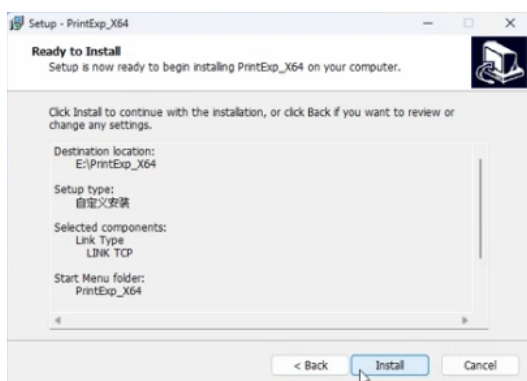 Setup - PrintExp_X64
Ready to Install
Setup is now ready to begin installing PrintExp_X64 on your computer.
Click Install to continue with the installation, or click Back if you want to review or
change any settings.
Destination location:
E:\PrintExp_X64
Setup type:
自定义安装
Selected components:
Link Type
LINK TCP
Start Menu folder:
PrintExp_X64
< Back
Install
Cancel